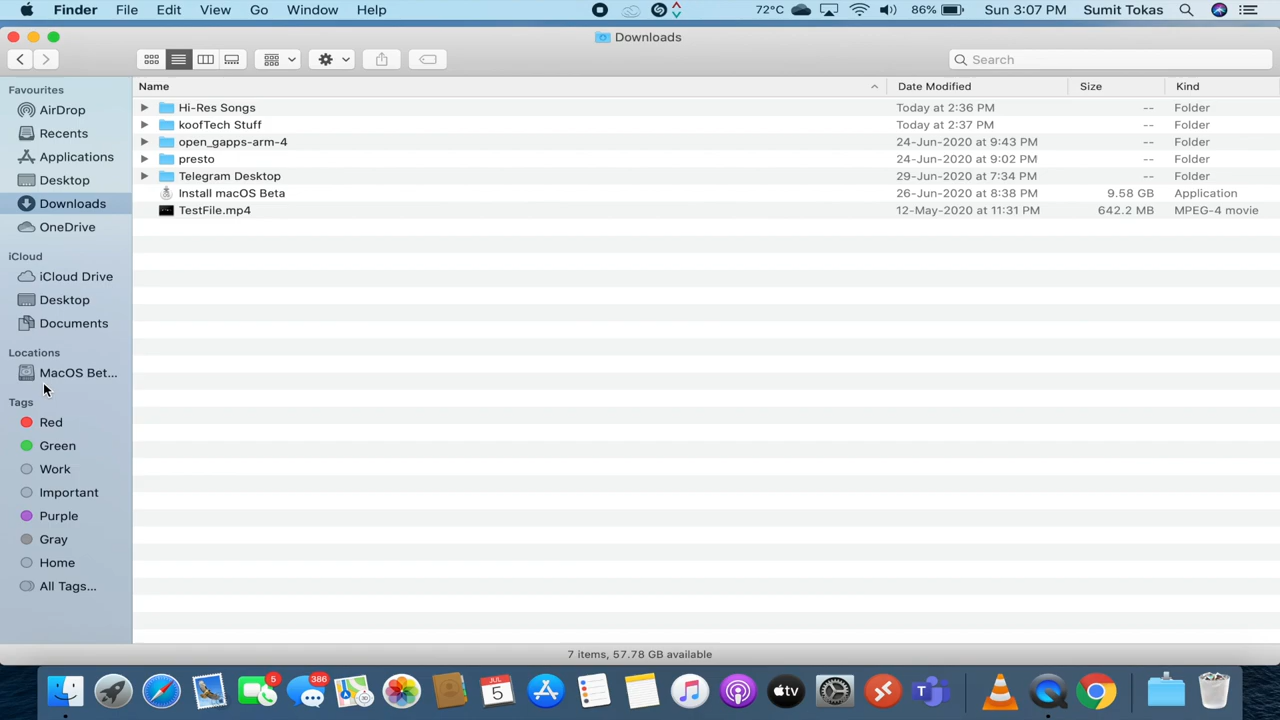 Finder File Edit View Go Window Help 72°C 86% Sun 3:07 PM Sumit Tokas
Downloads
Search
Favourites
AirDrop
Recents
Applications
Desktop
Downloads
OneDrive
iCloud
iCloud Drive
Desktop
Documents
Locations
MacOS Bet...
Tags
Red
Green
Work
Important
Purple
Gray
Home
All Tags...
Name Date Modified Size Kind
Hi-Res Songs Today at 2:36 PM -- Folder
koofTech Stuff Today at 2:37 PM -- Folder
open_gapps-arm-4 24-Jun-2020 at 9:43 PM -- Folder
presto 24-Jun-2020 at 9:02 PM -- Folder
Telegram Desktop 29-Jun-2020 at 7:34 PM -- Folder
Install macOS Beta 26-Jun-2020 at 8:38 PM 9.58 GB Application
TestFile.mp4 12-May-2020 at 11:31 PM 642.2 MB MPEG-4 movie
7 items, 57.78 GB available
5 386 JUL 5 tv